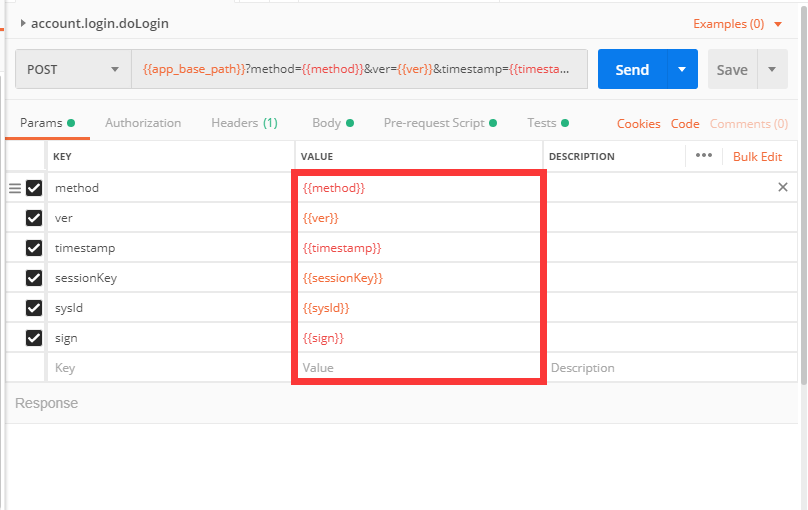 account.login.doLogin Examples (0)
POST {{app_base_path}}?method={{method}}&ver={{ver}}&timestamp={{timesta... Send Save
Params Authorization Headers (1) Body Pre-request Script Tests Cookies Code Comments (0)
KEY VALUE DESCRIPTION ••• Bulk Edit
method {{method}}
ver {{ver}}
timestamp {{timestamp}}
sessionKey {{sessionKey}}
sysId {{sysId}}
sign {{sign}}
Key Value Description
Response